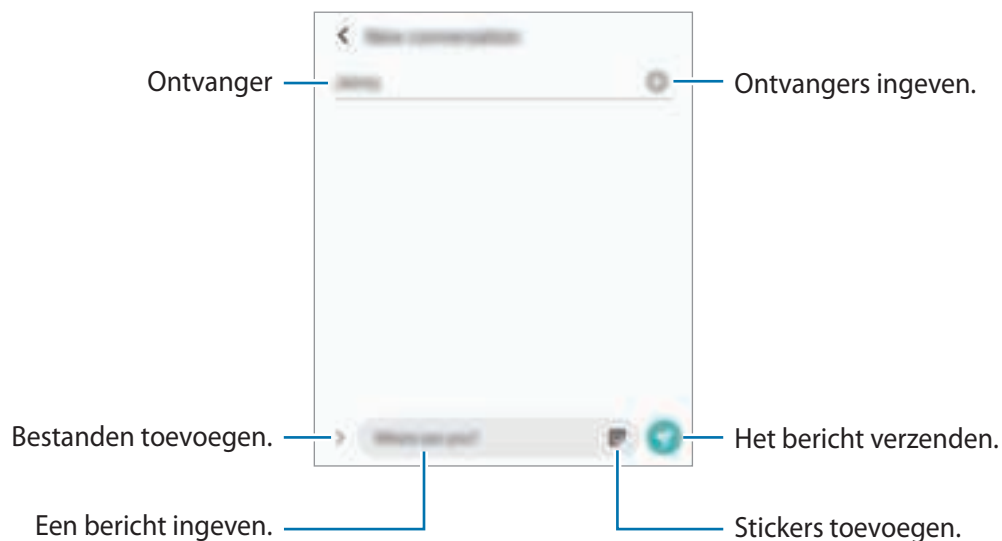 Ontvanger
Ontvangers ingeven.
Bestanden toevoegen.
Het bericht verzenden.
Een bericht ingeven.
Stickers toevoegen.